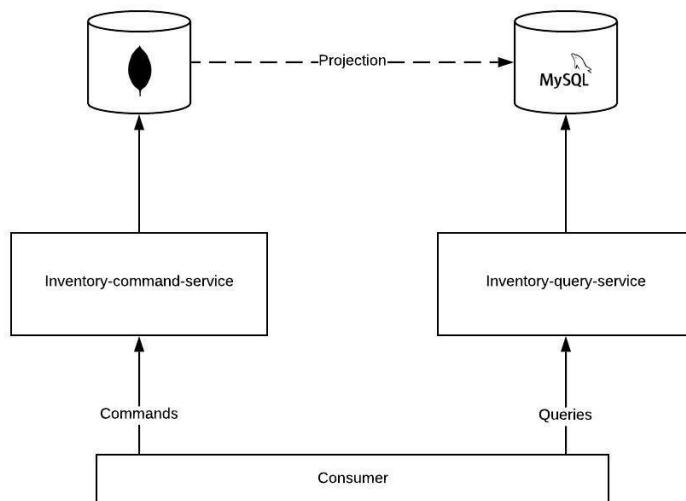 Projection
MySQL
Inventory-command-service
Inventory-query-service
Commands
Queries
Consumer